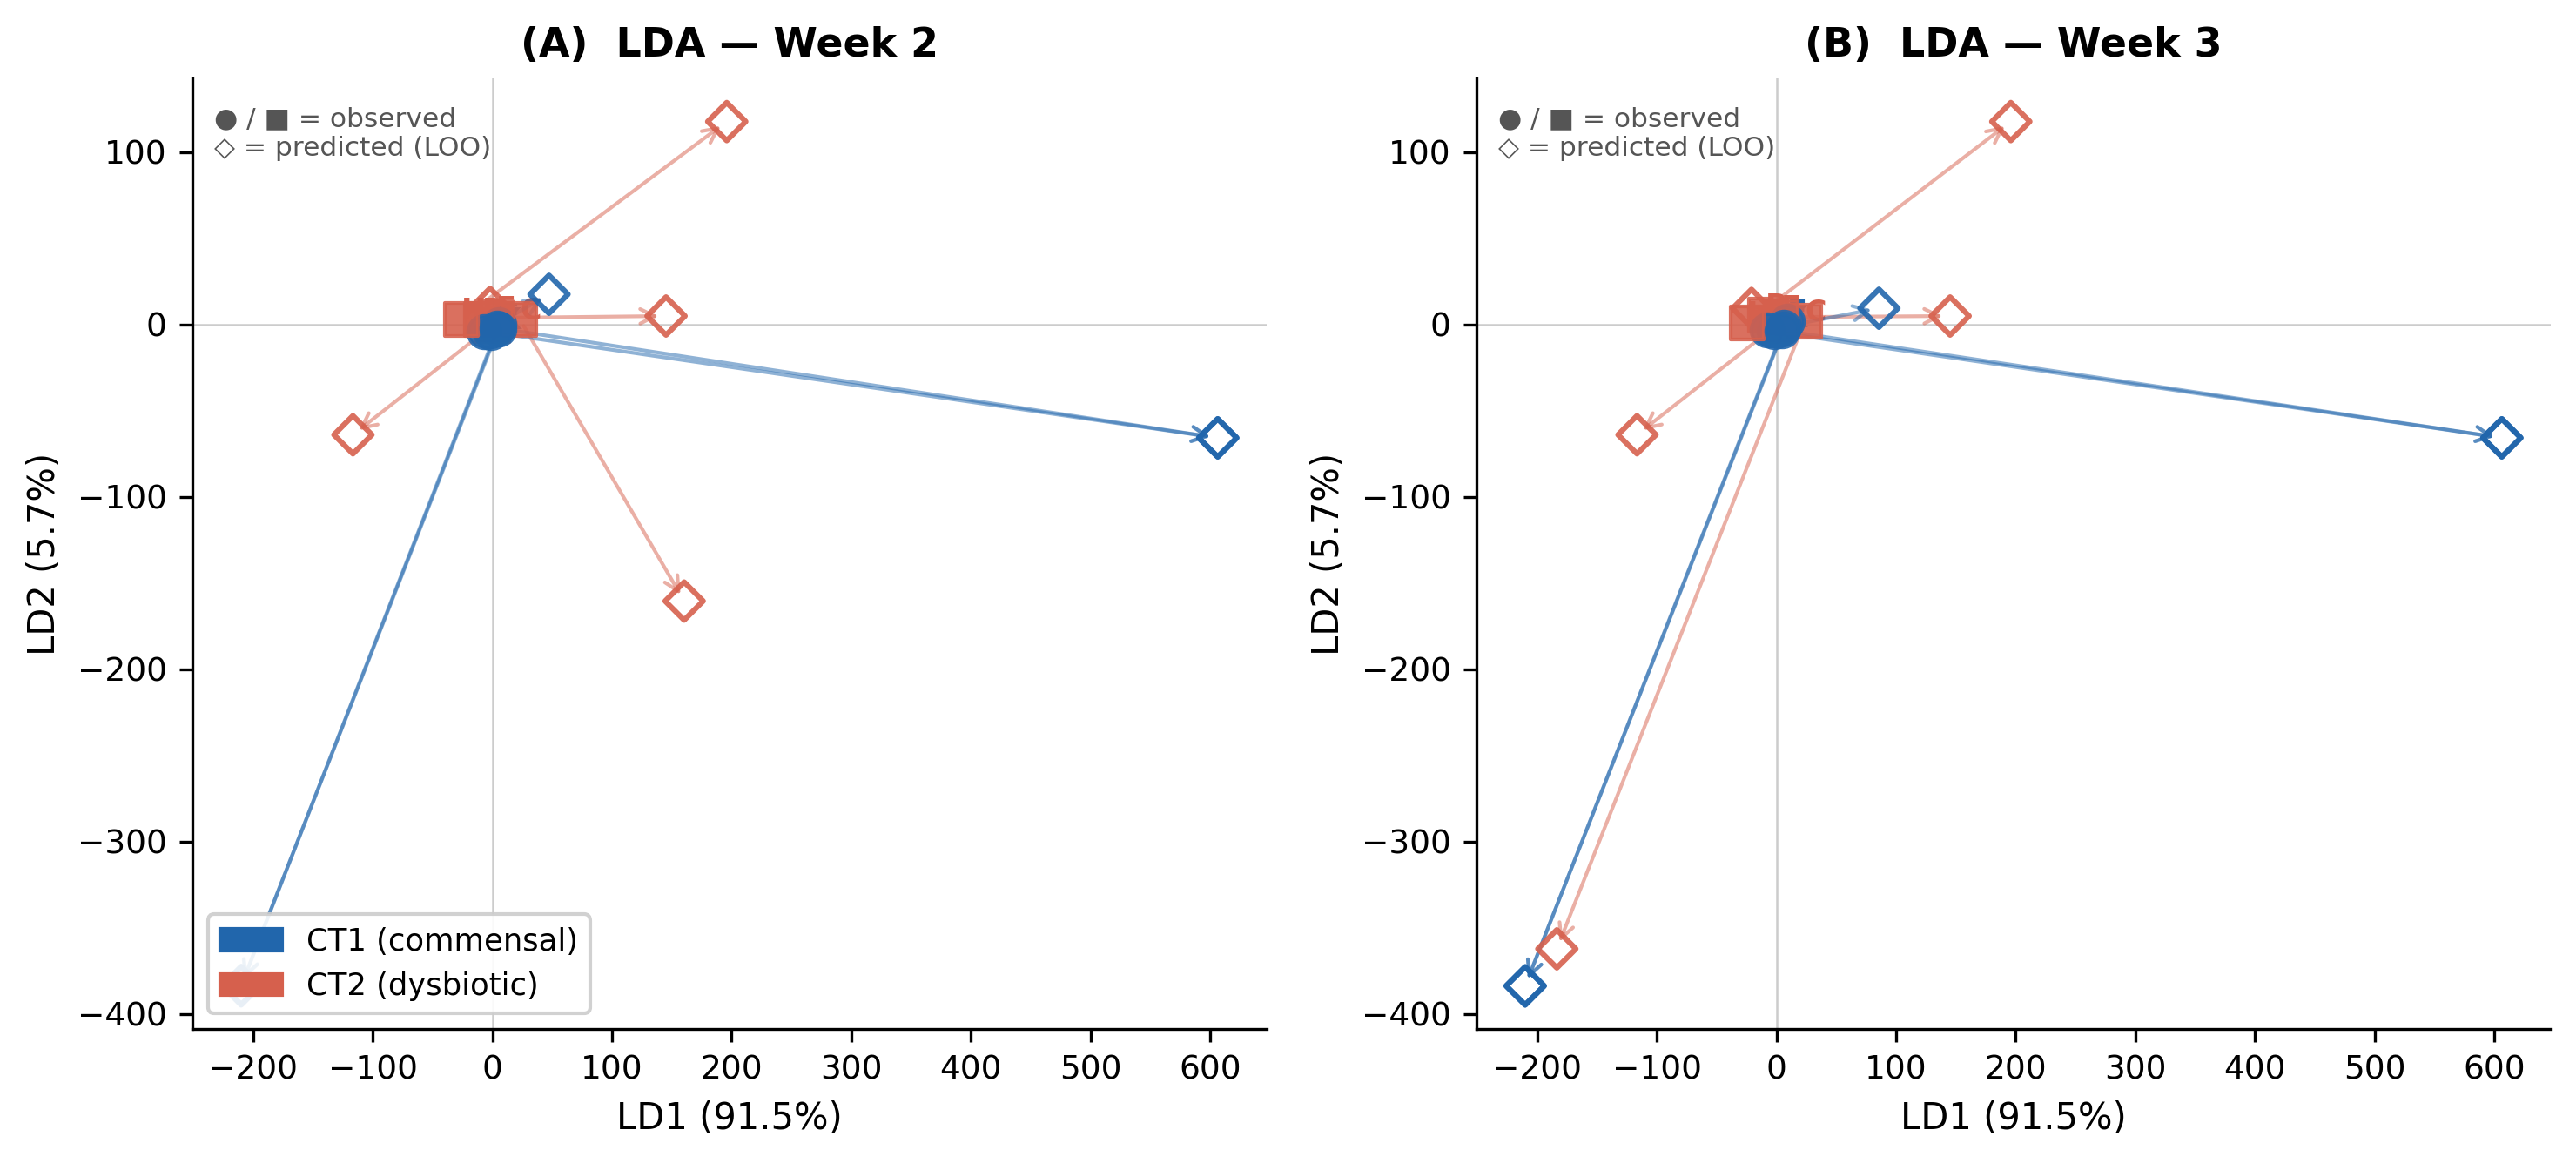 (A) LDA — Week 2
● / ■ = observed
◇ = predicted (LOO)
100
0
−100
−200
−300
−400
LD2 (5.7%)
CT1 (commensal)
CT2 (dysbiotic)
−200 −100 0 100 200 300 400 500 600
LD1 (91.5%)
(B) LDA — Week 3
● / ■ = observed
◇ = predicted (LOO)
100
0
−100
−200
−300
−400
LD2 (5.7%)
−200 −100 0 100 200 300 400 500 600
LD1 (91.5%)